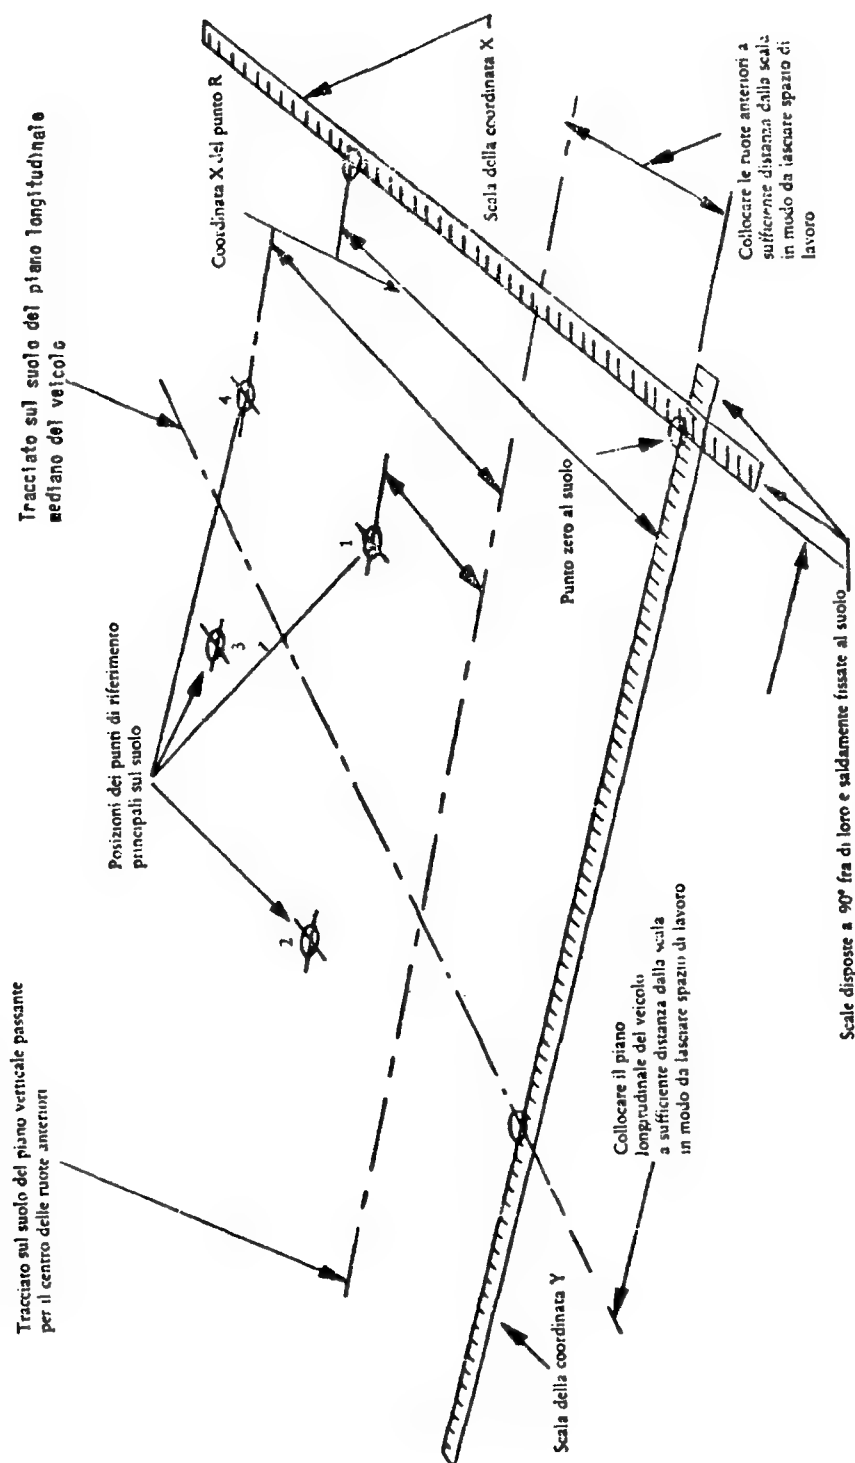 Tracciato sul suolo del piano verticale passante
per il centro delle ruote anteriori
Posizioni dei punti di riferimento
principali sul suolo
Tracciato sul suolo del piano longitudinale
mediano del veicolo
Coordinata X del punto R
Scala della coordinata X
Collocare le ruote anteriori a
sufficiente distanza dalla scala
in modo da lasciare spazio di
lavoro
4
3
1
2
Punto zero al suolo
Collocare il piano
longitudinale del veicolo
a sufficiente distanza dalla scala
in modo da lasciare spazio di lavoro
Scala della coordinata Y
Scale disposte a 90° fra di loro e saldamente fissate al suolo